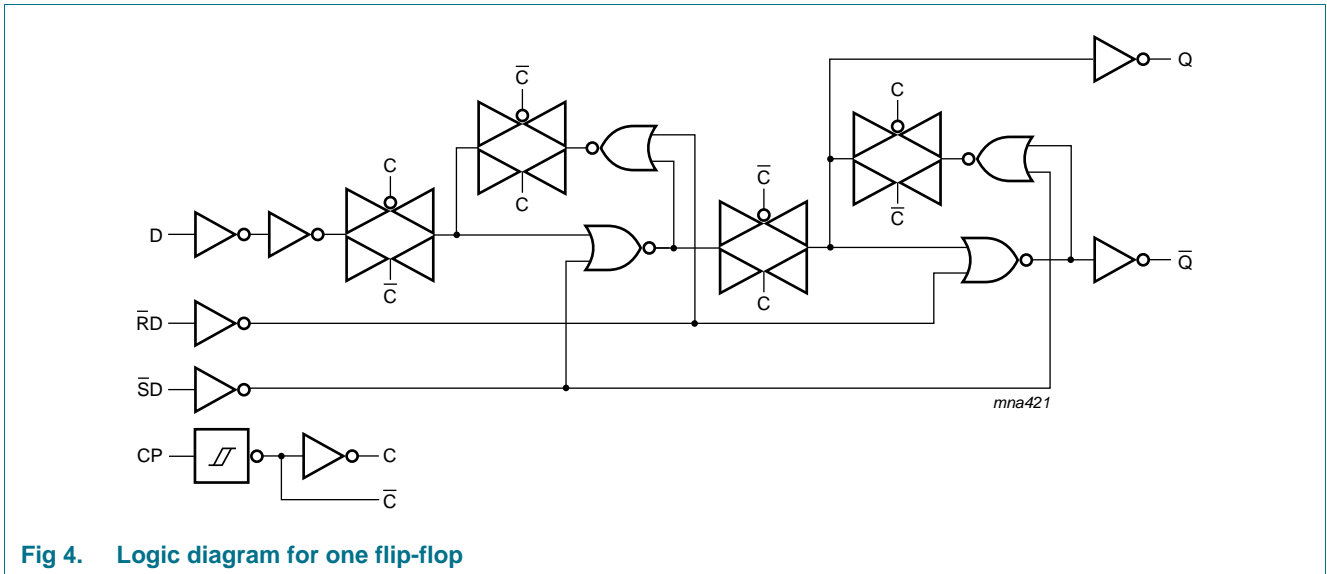 Q
C̅
C
C
C̅
C
D
C̅
C̅
Q̅
C
R̅D
S̅D
mna421
CP
C
C̅
Fig 4. Logic diagram for one flip-flop